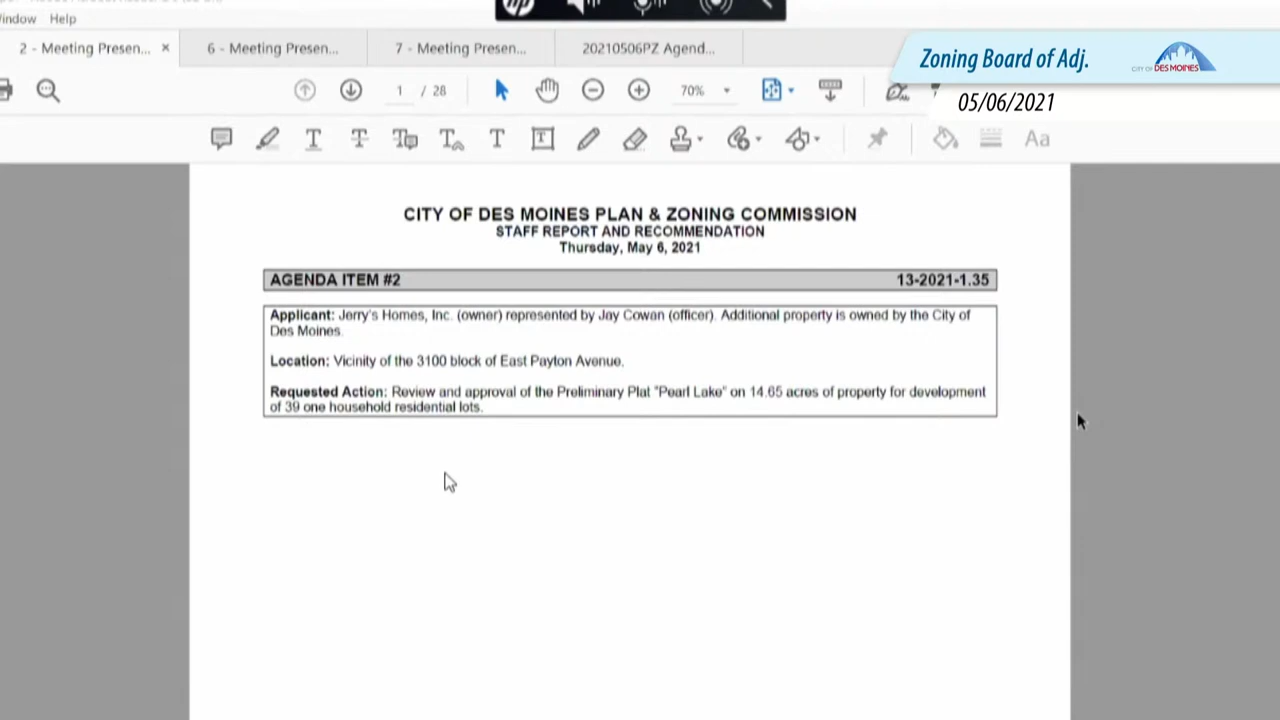 Window Help
2 - Meeting Presen... × 6 - Meeting Presen... 7 - Meeting Presen... 20210506PZ Agend...
Zoning Board of Adj.
CITY OF DES MOINES
05/06/2021
1 / 28 70%
Aa
CITY OF DES MOINES PLAN & ZONING COMMISSION
STAFF REPORT AND RECOMMENDATION
Thursday, May 6, 2021
AGENDA ITEM #2 13-2021-1.35
Applicant: Jerry's Homes, Inc. (owner) represented by Jay Cowan (officer). Additional property is owned by the City of
Des Moines.
Location: Vicinity of the 3100 block of East Payton Avenue.
Requested Action: Review and approval of the Preliminary Plat "Pearl Lake" on 14.65 acres of property for development
of 39 one household residential lots.